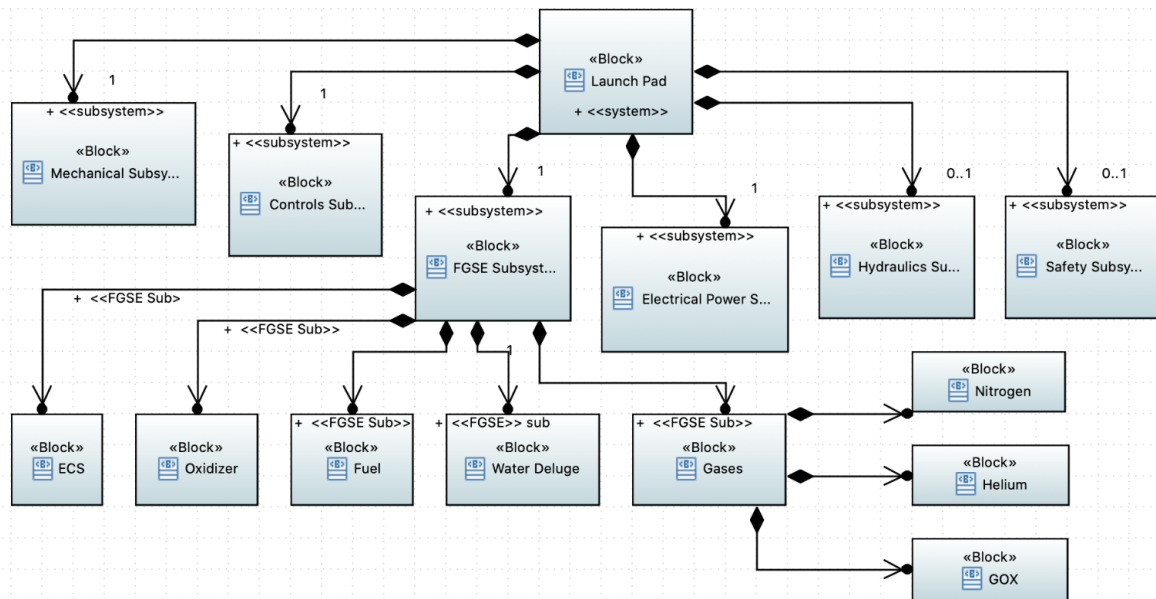 «Block»
Launch Pad
+ <<system>>
1
+ <<subsystem>>
«Block»
Mechanical Subsy...
1
+ <<subsystem>>
«Block»
Controls Sub...
1
+ <<subsystem>>
«Block»
FGSE Subsyst...
1
+ <<subsystem>>
«Block»
Electrical Power S...
0..1
+ <<subsystem>>
«Block»
Hydraulics Su...
0..1
+ <<subsystem>>
«Block»
Safety Subsy...
+ <<FGSE Sub>
+ <<FGSE Sub>>
1
«Block»
ECS
«Block»
Oxidizer
+ <<FGSE Sub>>
«Block»
Fuel
+ <<FGSE>> sub
«Block»
Water Deluge
+ <<FGSE Sub>>
«Block»
Gases
«Block»
Nitrogen
«Block»
Helium
«Block»
GOX